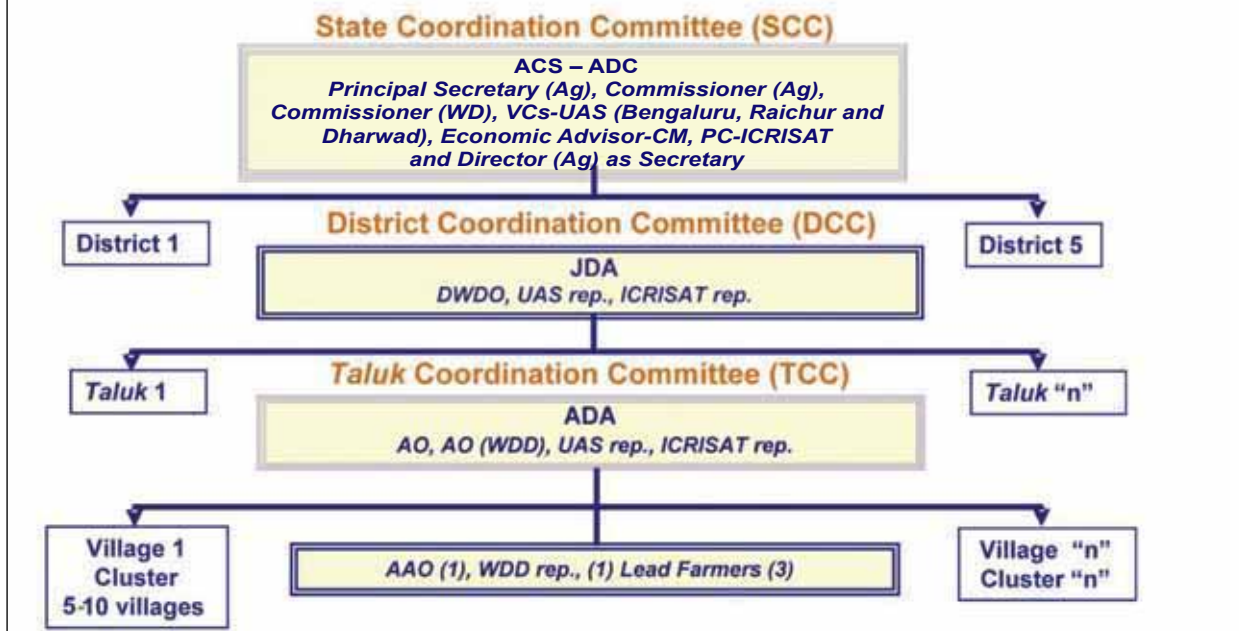 State Coordination Committee (SCC)
ACS – ADC
Principal Secretary (Ag), Commissioner (Ag),
Commissioner (WD), VCs-UAS (Bengaluru, Raichur and
Dharwad), Economic Advisor-CM, PC-ICRISAT
and Director (Ag) as Secretary
District 1
District Coordination Committee (DCC)
District 5
JDA
DWDO, UAS rep., ICRISAT rep.
Taluk 1
Taluk Coordination Committee (TCC)
Taluk “n”
ADA
AO, AO (WDD), UAS rep., ICRISAT rep.
Village 1
Cluster
5-10 villages
AAO (1), WDD rep., (1) Lead Farmers (3)
Village “n”
Cluster “n”